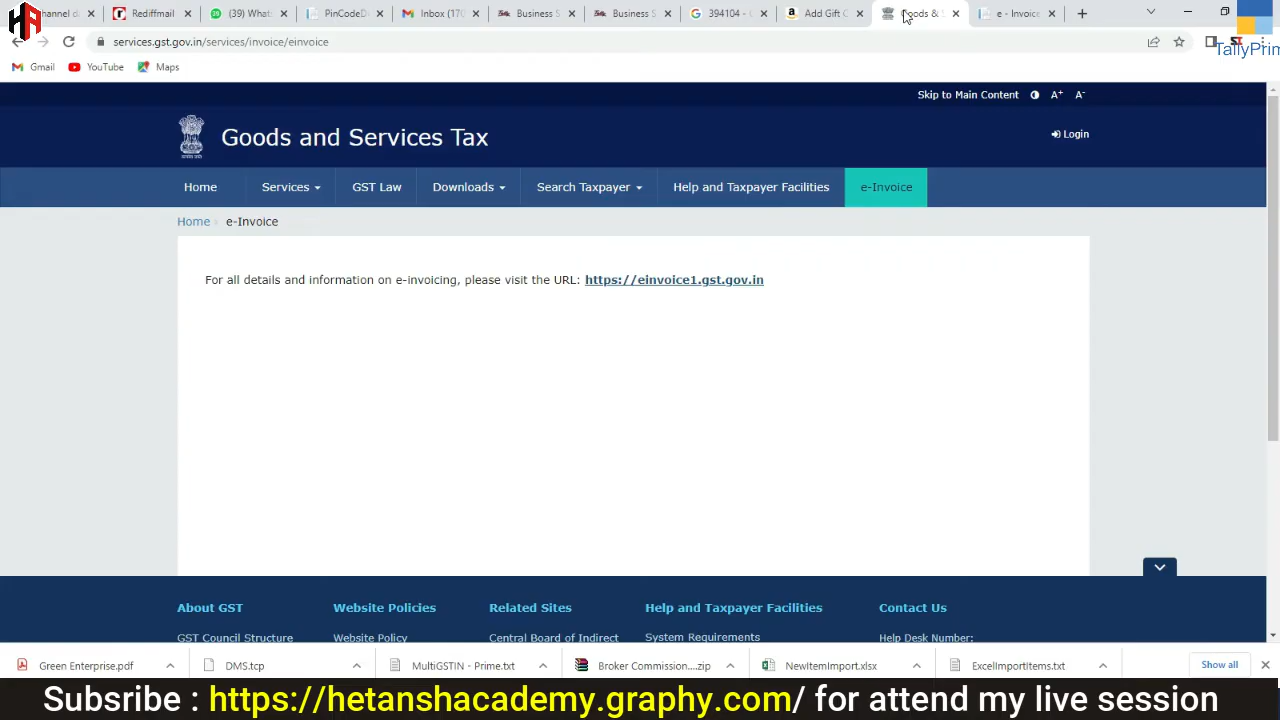 hannel da
Rediffmail
(39) Whats
PinCodeDe
Inbox (170
Business S
Business S
394104 - G
Add Gift C
Goods &
e - Invoice
services.gst.gov.in/services/invoice/einvoice
TallyPrim
Gmail YouTube Maps
Skip to Main Content A+ A-
Goods and Services Tax
Login
Home Services GST Law Downloads Search Taxpayer Help and Taxpayer Facilities e-Invoice
Home › e-Invoice
For all details and information on e-invoicing, please visit the URL: https://einvoice1.gst.gov.in
About GST Website Policies Related Sites Help and Taxpayer Facilities Contact Us
GST Council Structure Website Policy Central Board of Indirect System Requirements Help Desk Number:
Green Enterprise.pdf DMS.tcp MultiGSTIN - Prime.txt Broker Commission....zip NewItemImport.xlsx ExcelImportItems.txt Show all
Subsribe : https://hetanshacademy.graphy.com/ for attend my live session